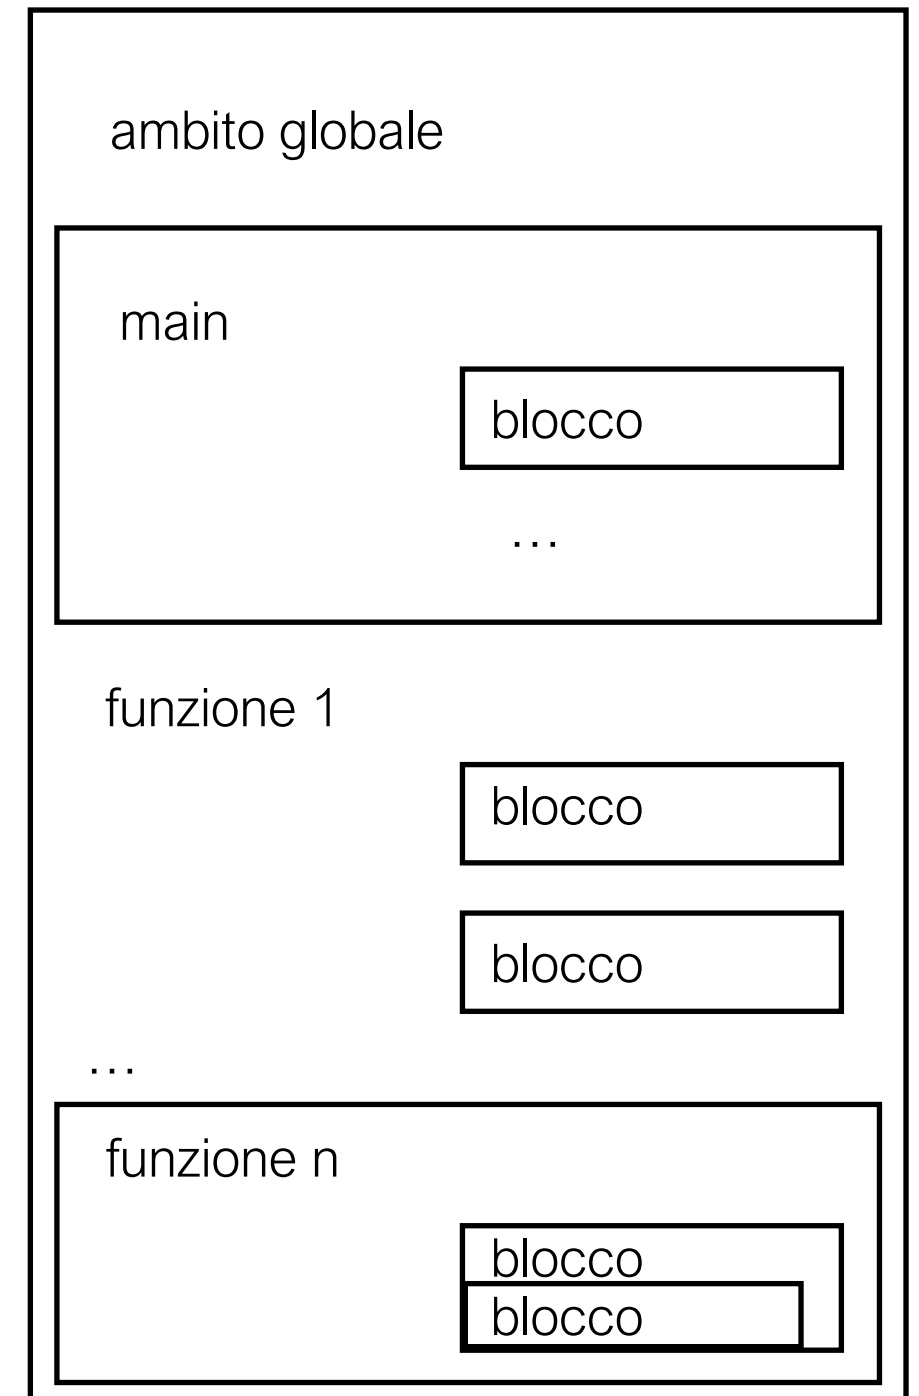 ambito globale
main
blocco
…
funzione 1
blocco
blocco
…
funzione n
blocco
blocco